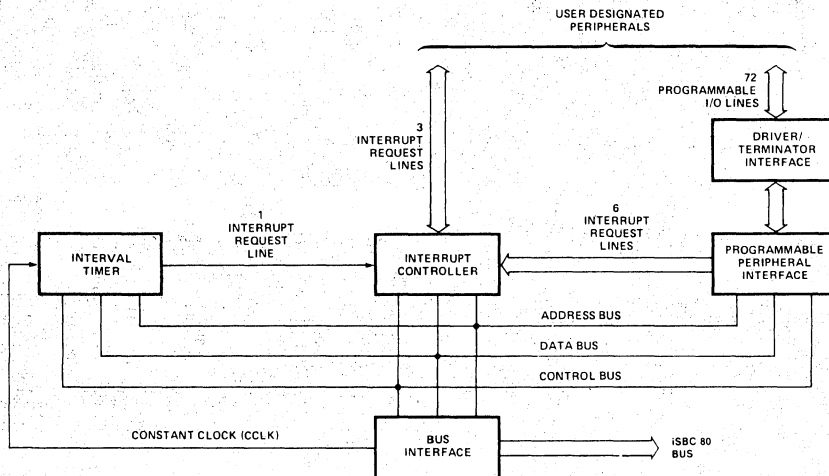 USER DESIGNATED
PERIPHERALS
72
PROGRAMMABLE
I/O LINES
3
INTERRUPT
REQUEST
LINES
DRIVER/
TERMINATOR
INTERFACE
1
INTERRUPT
REQUEST
LINE
6
INTERRUPT
REQUEST
LINES
INTERVAL
TIMER
INTERRUPT
CONTROLLER
PROGRAMMABLE
PERIPHERAL
INTERFACE
ADDRESS BUS
DATA BUS
CONTROL BUS
CONSTANT CLOCK (CCLK)
BUS
INTERFACE
iSBC 80
BUS